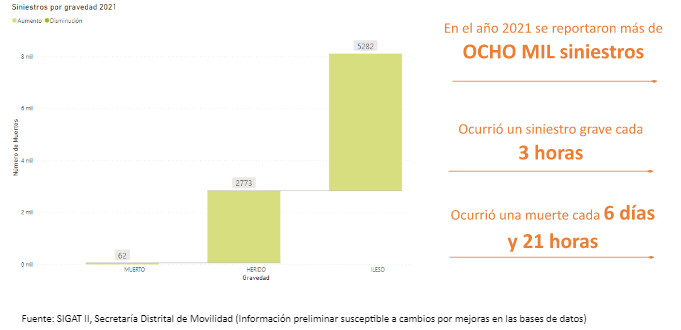 Siniestros por gravedad 2021
Aumento Disminución
8 mil
6 mil
4 mil
2 mil
0 mil
Número de Muertes
62
2773
5282
MUERTO
HERIDO
ILESO
Gravedad
En el año 2021 se reportaron más de
OCHO MIL siniestros
Ocurrió un siniestro grave cada
3 horas
Ocurrió una muerte cada 6 días
y 21 horas
Fuente: SIGAT II, Secretaría Distrital de Movilidad (Información preliminar susceptible a cambios por mejoras en las bases de datos)